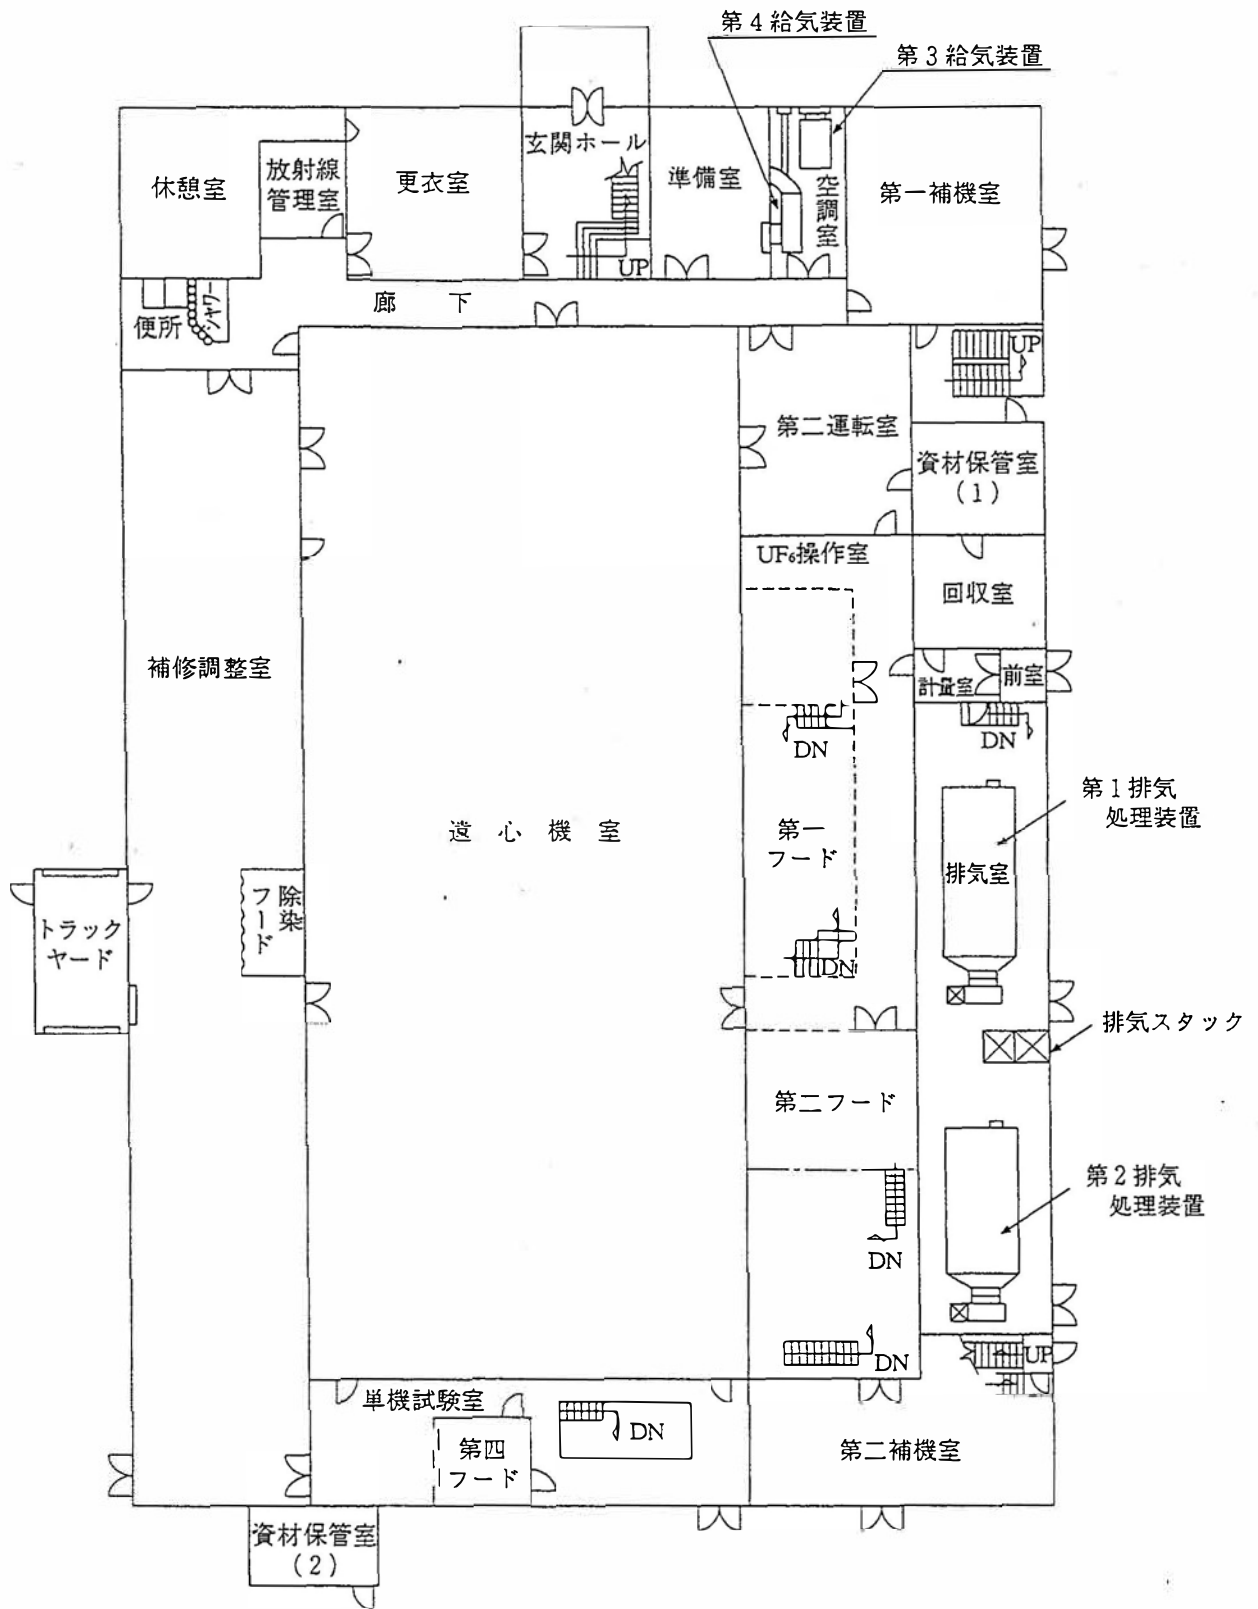 第4給気装置
第3給気装置
玄関ホール
休憩室
放射線
管理室
更衣室
準備室
空調室
第一補機室
UP
廊下
便所
シャワー
UP
第二運転室
資材保管室
(1)
UF₆操作室
回収室
補修調整室
計量室
前室
DN
DN
第1排気
処理装置
遠心機室
第一
フード
排気室
除染
フード
トラック
ヤード
DN
排気スタック
第二フード
第2排気
処理装置
DN
UP
DN
単機試験室
DN
第四
フード
第二補機室
資材保管室
(2)